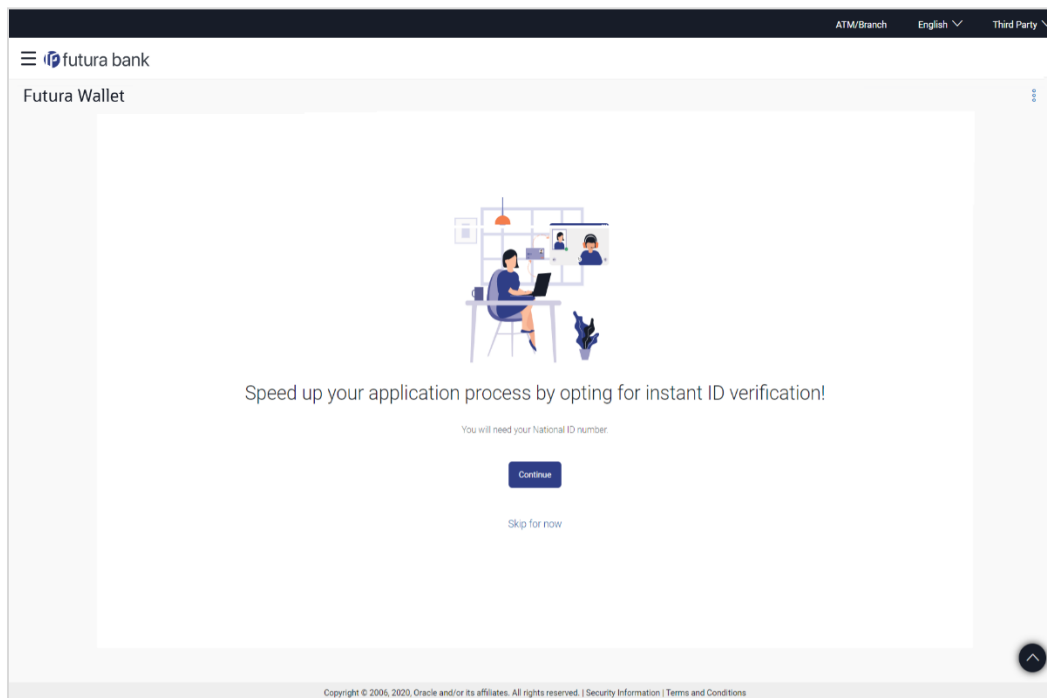 ATM/Branch English Third Party
futura bank
Futura Wallet
Speed up your application process by opting for instant ID verification!
You will need your National ID number.
Continue
Skip for now
Copyright © 2006, 2020, Oracle and/or its affiliates. All rights reserved. | Security Information | Terms and Conditions